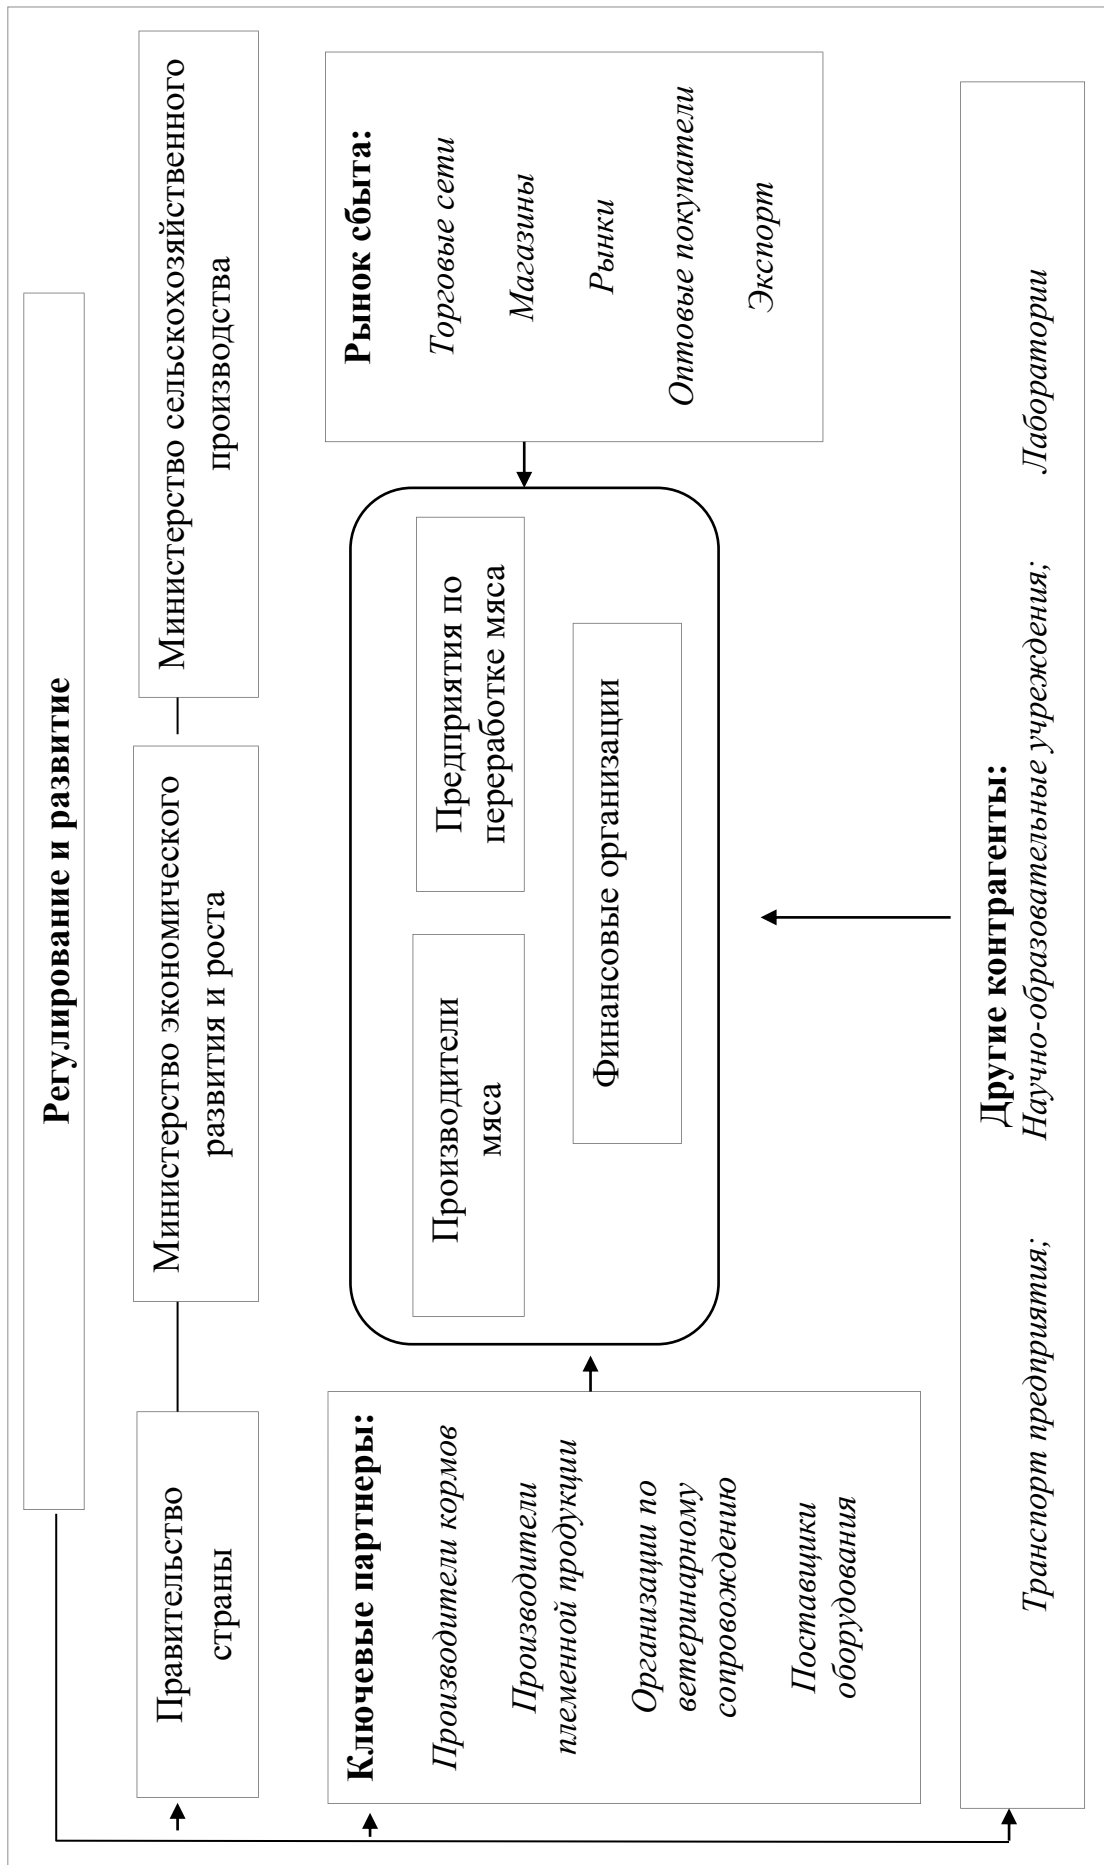 Регулирование и развитие
Правительство
страны
Министерство экономического
развития и роста
Министерство сельскохозяйственного
производства
Ключевые партнеры:
Производители кормов
Производители
племенной продукции
Организации по
ветеринарному
сопровождению
Поставщики
оборудования
Производители
мяса
Предприятия по
переработке мяса
Финансовые организации
Рынок сбыта:
Торговые сети
Магазины
Рынки
Оптовые покупатели
Экспорт
Другие контрагенты:
Транспорт предприятия; Научно-образовательные учреждения; Лаборатории